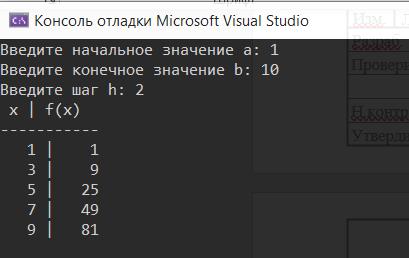 Консоль отладки Microsoft Visual Studio
Введите начальное значение a: 1
Введите конечное значение b: 10
Введите шаг h: 2
x | f(x)
-----------
1 | 1
3 | 9
5 | 25
7 | 49
9 | 81
Изм.
Разраб
Провери
Н.контр
Утверди